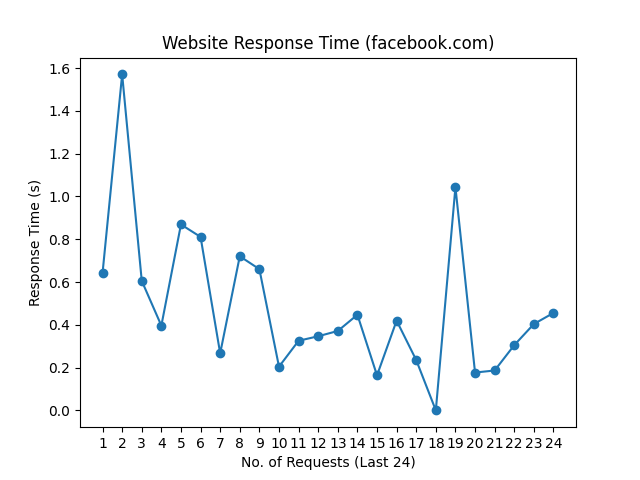 Website Response Time (facebook.com)
1.6
1.4
1.2
1.0
0.8
0.6
0.4
0.2
0.0
Response Time (s)
1 2 3 4 5 6 7 8 9 10 11 12 13 14 15 16 17 18 19 20 21 22 23 24
No. of Requests (Last 24)